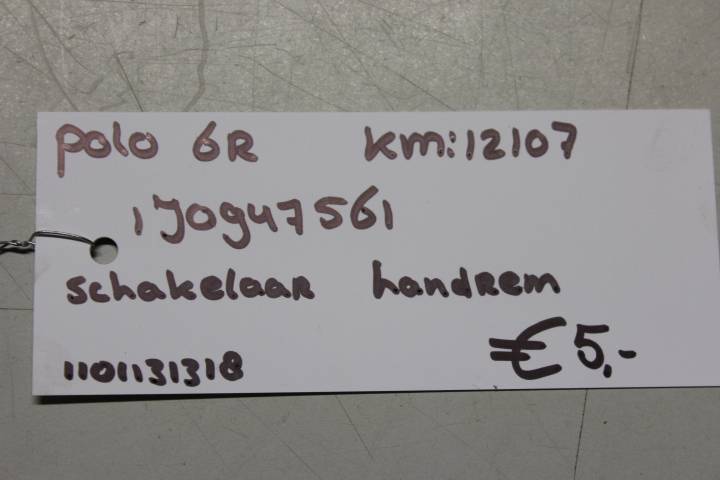 Polo 6R km:12107
1J0947561
schakelaar handrem
1101131318 €5,-